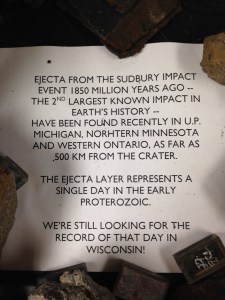 EJECTA FROM THE SUDBURY IMPACT
EVENT 1850 MILLION YEARS AGO --
THE 2ND LARGEST KNOWN IMPACT IN
EARTH'S HISTORY --
HAVE BEEN FOUND RECENTLY IN U.P.
MICHIGAN, NORHTERN MINNESOTA
AND WESTERN ONTARIO, AS FAR AS
500 KM FROM THE CRATER.
THE EJECTA LAYER REPRESENTS A
SINGLE DAY IN THE EARLY
PROTEROZOIC.
WE'RE STILL LOOKING FOR THE
RECORD OF THAT DAY IN
WISCONSIN!